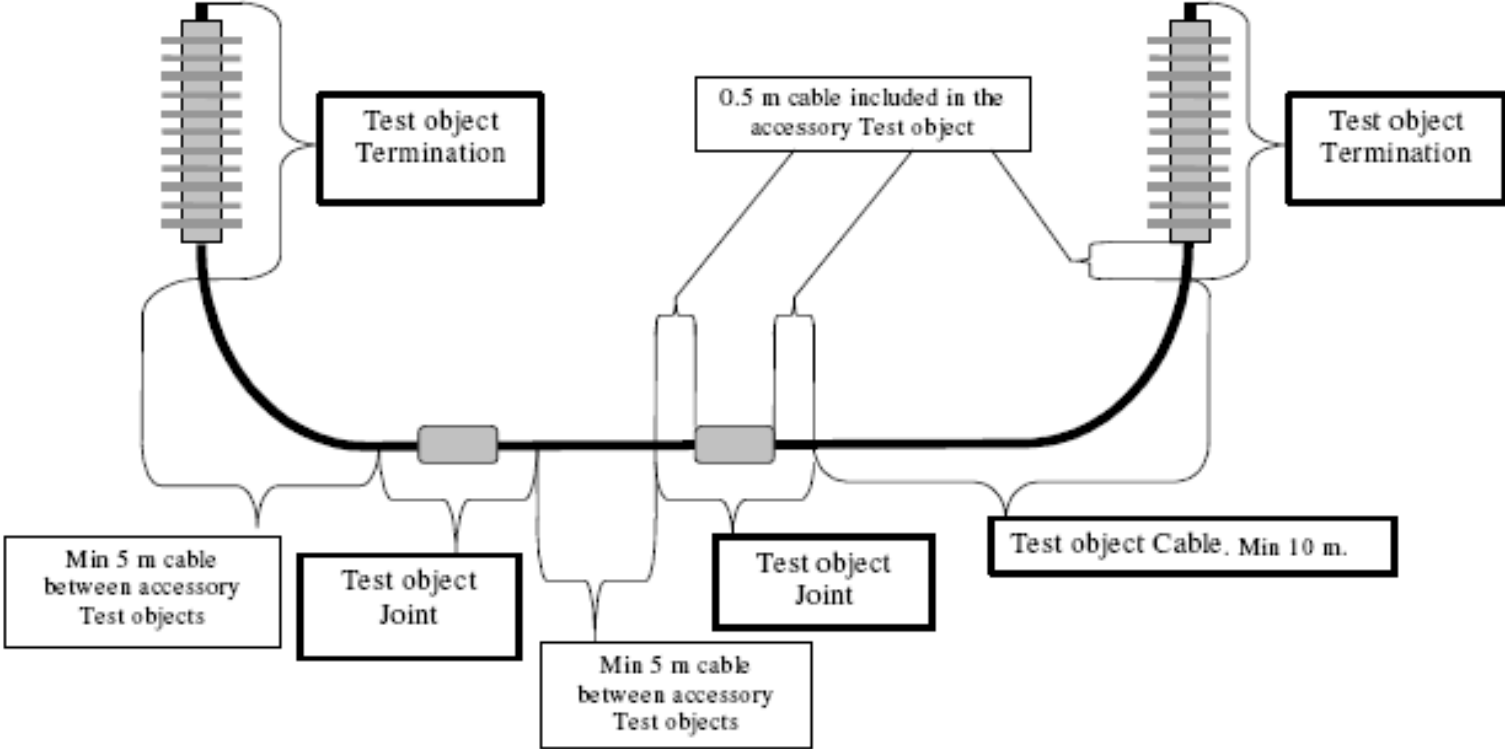 Test object
Termination
0.5 m cable included in the
accessory Test object
Test object
Termination
Min 5 m cable
between accessory
Test objects
Test object
Joint
Min 5 m cable
between accessory
Test objects
Test object
Joint
Test object Cable. Min 10 m.